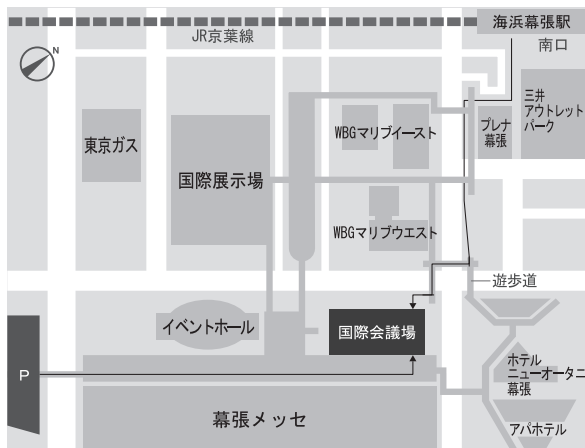 海浜幕張駅
JR京葉線
南口
N
三井
アウトレット
パーク
プレナ
幕張
東京ガス
WBGマリブイースト
国際展示場
WBGマリブウエスト
遊歩道
イベントホール
国際会議場
P
ホテル
ニューオータニ
幕張
幕張メッセ
アパホテル